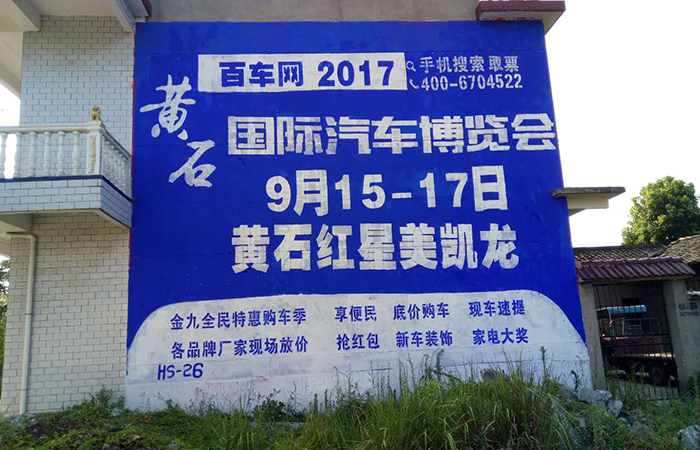 百车网 2017 手机搜索取票
400-6704522
黄石
国际汽车博览会
9月15-17日
黄石红星美凯龙
金九全民特惠购车季 享便民 底价购车 现车速提
各品牌厂家现场放价 抢红包 新车装饰 家电大奖
HS-26